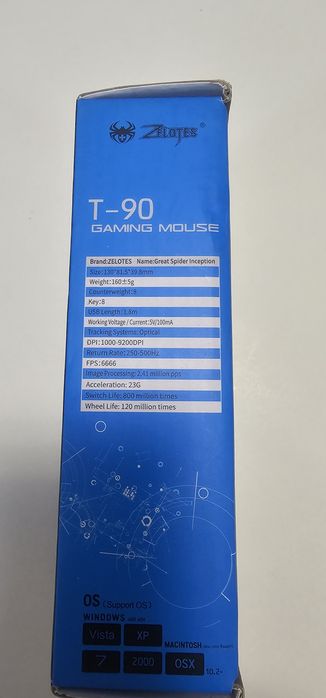 ZELOTES®
T-90
GAMING MOUSE
Brand:ZELOTES Name:Great Spider Inception
Size:130*81.5*39.8mm
Weight:160±5g
Counterweight:8
Key:8
USB Length:1.8m
Working Voltage / Current:5V/100mA
Tracking Systems: Optical
DPI:1000-9200DPI
Return Rate:250-500Hz
FPS:6666
Image Processing: 2.41 million pps
Acceleration: 23G
Switch Life: 800 million times
Wheel Life: 120 million times
OS (Support OS)
WINDOWS
Vista XP
MACINTOSH
7 2000 OSX 10.2~